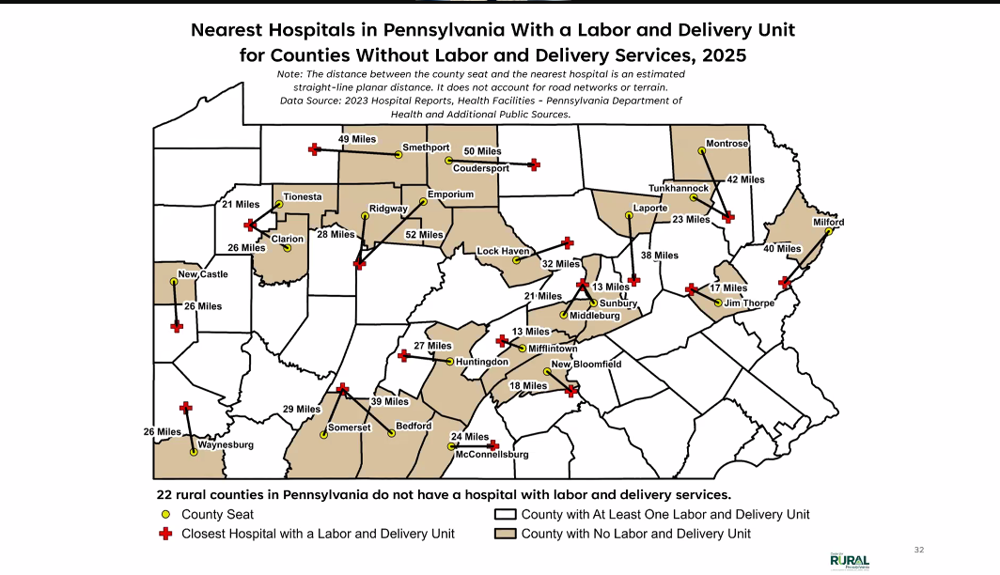 Nearest Hospitals in Pennsylvania With a Labor and Delivery Unit
for Counties Without Labor and Delivery Services, 2025
Note: The distance between the county seat and the nearest hospital is an estimated
straight-line planar distance. It does not account for road networks or terrain.
Data Source: 2023 Hospital Reports, Health Facilities - Pennsylvania Department of
Health and Additional Public Sources.
49 Miles
Smethport
50 Miles
Coudersport
Montrose
42 Miles
Tunkhannock
23 Miles
21 Miles
Tionesta
Emporium
Ridgway
28 Miles
52 Miles
Clarion
26 Miles
Laporte
38 Miles
Milford
40 Miles
Lock Haven
32 Miles
New Castle
26 Miles
13 Miles
Sunbury
21 Miles
Middleburg
17 Miles
Jim Thorpe
13 Miles
Mifflintown
27 Miles
Huntingdon
New Bloomfield
18 Miles
29 Miles
39 Miles
Somerset
Bedford
24 Miles
McConnellsburg
26 Miles
Waynesburg
22 rural counties in Pennsylvania do not have a hospital with labor and delivery services.
County Seat
Closest Hospital with a Labor and Delivery Unit
County with At Least One Labor and Delivery Unit
County with No Labor and Delivery Unit
32
RURAL
Pennsylvania